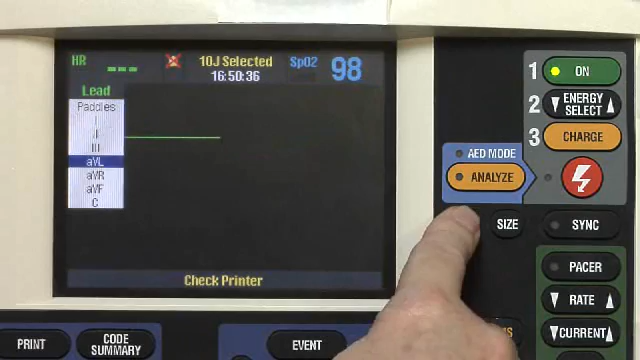 HR
---
10J Selected
16:50:36
SpO2
98
Lead
Paddles
I
II
III
aVL
aVR
aVF
C
Check Printer
1 ON
2 ENERGY SELECT
3 CHARGE
AED MODE
ANALYZE
SIZE
SYNC
PACER
RATE
CURRENT
PRINT
CODE
SUMMARY
EVENT